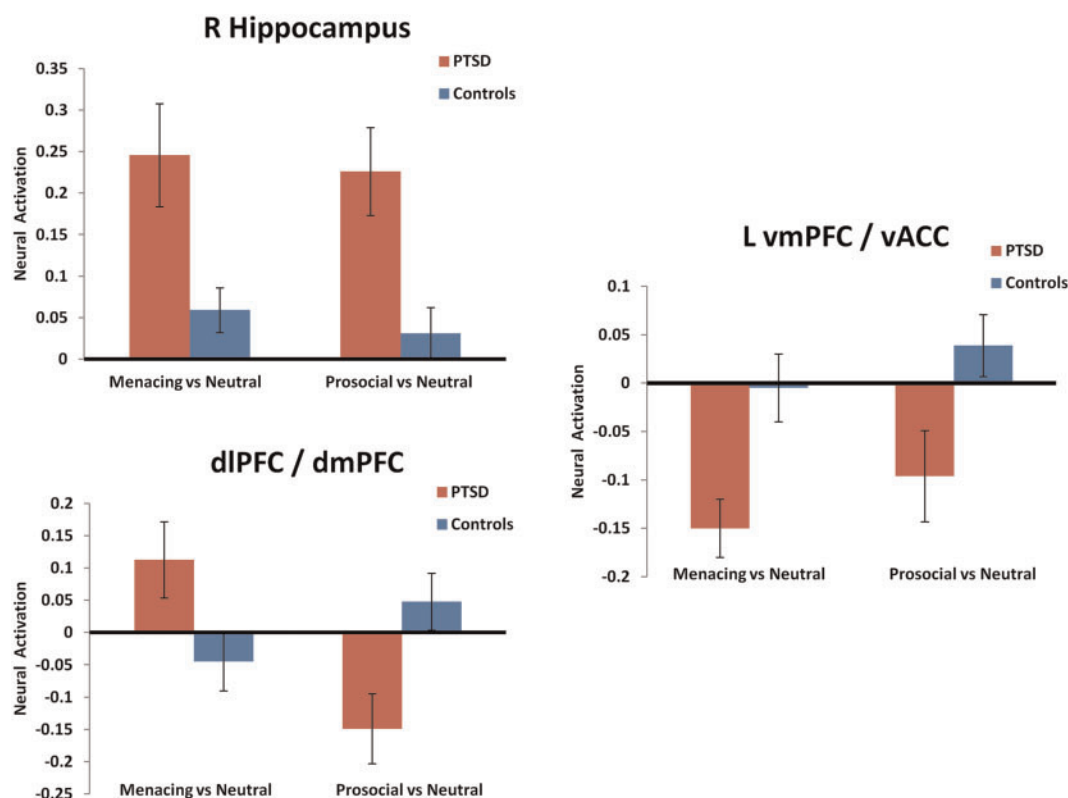 R Hippocampus
PTSD
Controls
Neural Activation
0.35
0.3
0.25
0.2
0.15
0.1
0.05
0
Menacing vs Neutral
Prosocial vs Neutral
dlPFC / dmPFC
PTSD
Controls
Neural Activation
0.2
0.15
0.1
0.05
0
-0.05
-0.1
-0.15
-0.2
-0.25
Menacing vs Neutral
Prosocial vs Neutral
L vmPFC / vACC
PTSD
Controls
Neural Activation
0.1
0.05
0
-0.05
-0.1
-0.15
-0.2
Menacing vs Neutral
Prosocial vs Neutral